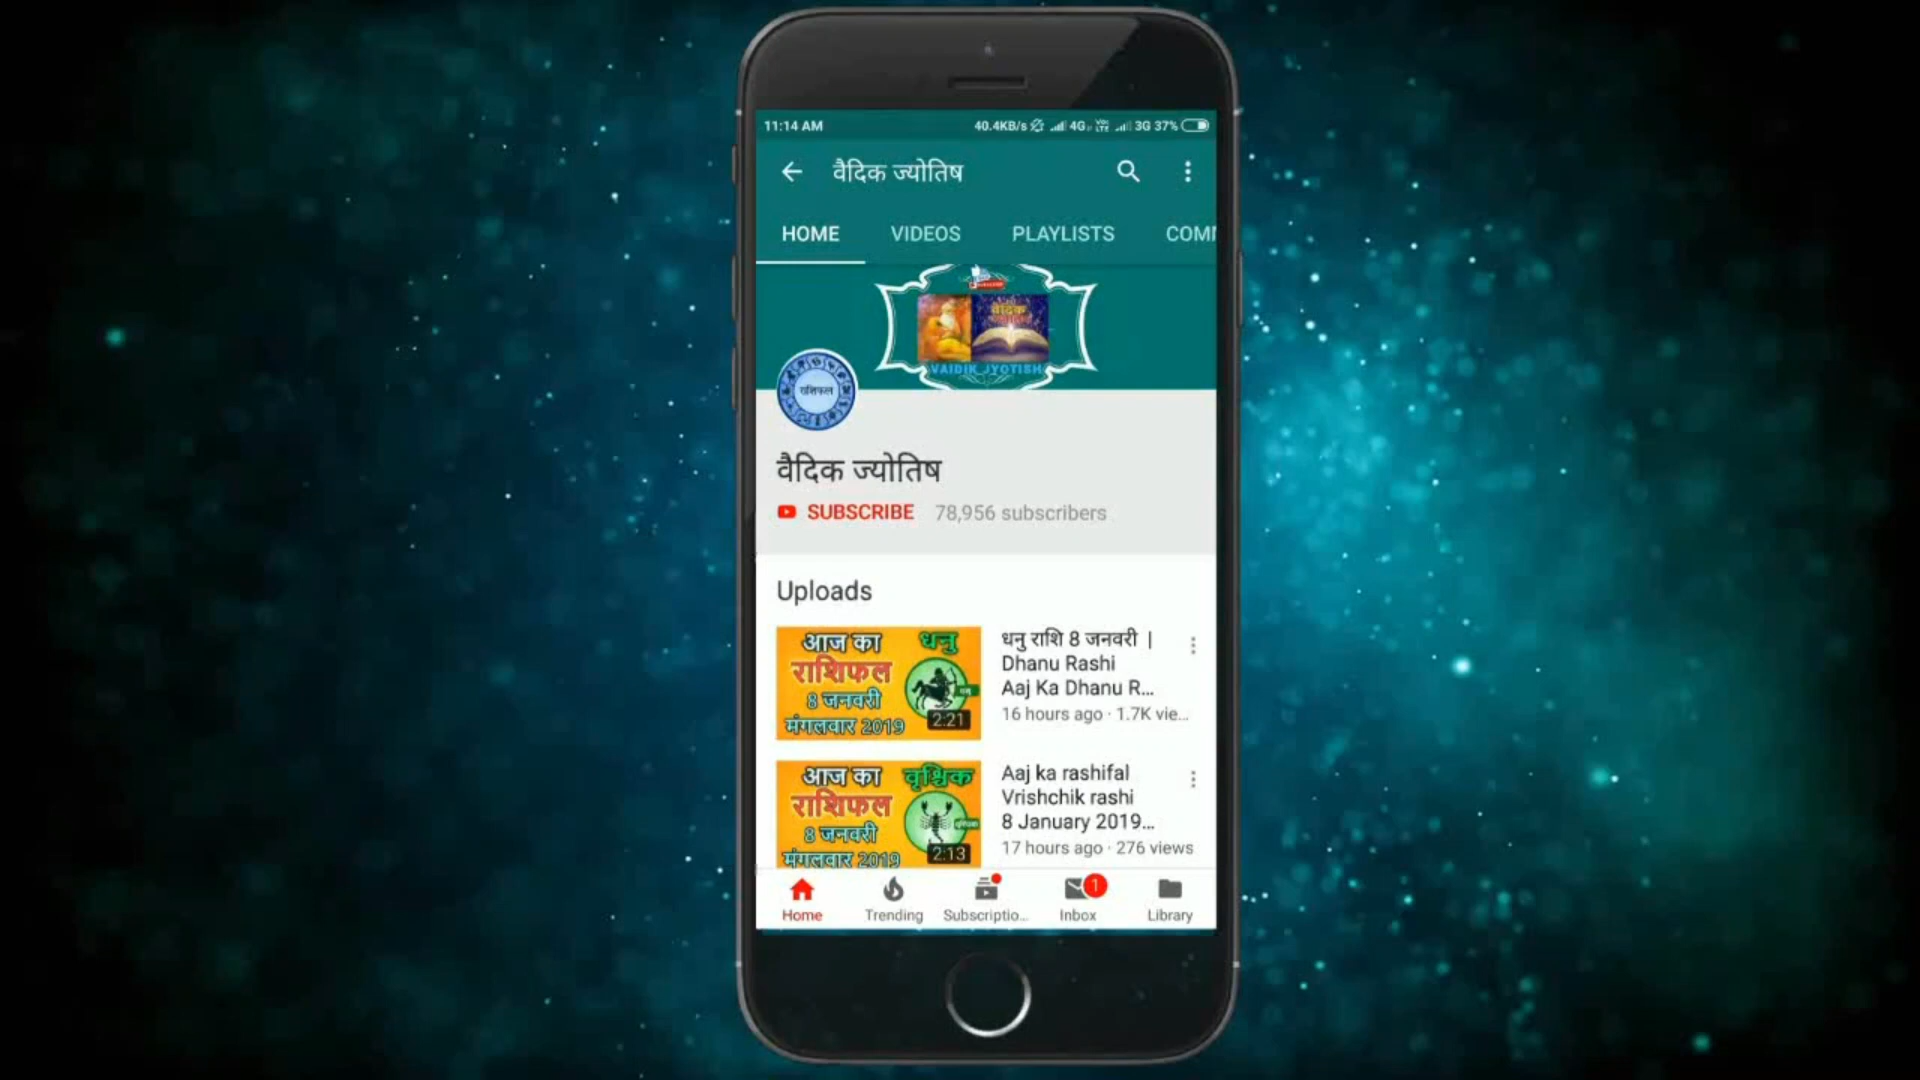 11:14 AM 40.4KB/s 4G VoLTE 3G 37%
वैदिक ज्योतिष
HOME VIDEOS PLAYLISTS COM
SUBSCRIBE
वैदिक
VAIDIK JYOTISH
राशिफल
वैदिक ज्योतिष
SUBSCRIBE 78,956 subscribers
Uploads
आज का धनु
राशिफल
8 जनवरी
मंगलवार 2019 2:21
धनु राशि 8 जनवरी |
Dhanu Rashi
Aaj Ka Dhanu R...
16 hours ago · 1.7K vie...
आज का वृश्चिक
राशिफल
8 जनवरी
मंगलवार 2019 2:13
Aaj ka rashifal
Vrishchik rashi
8 January 2019...
17 hours ago · 276 views
1
Home Trending Subscriptio... Inbox Library